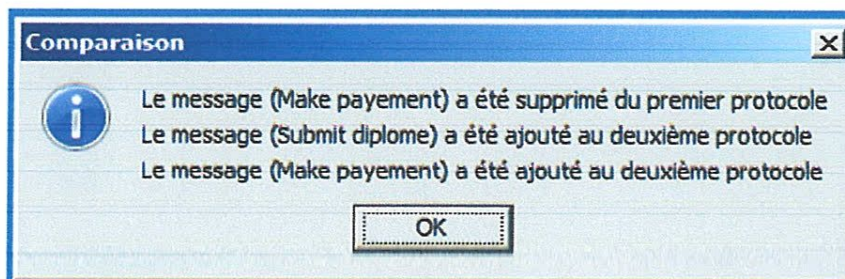 Comparaison
Le message (Make payement) a été supprimé du premier protocole
Le message (Submit diplome) a été ajouté au deuxième protocole
Le message (Make payement) a été ajouté au deuxième protocole
OK